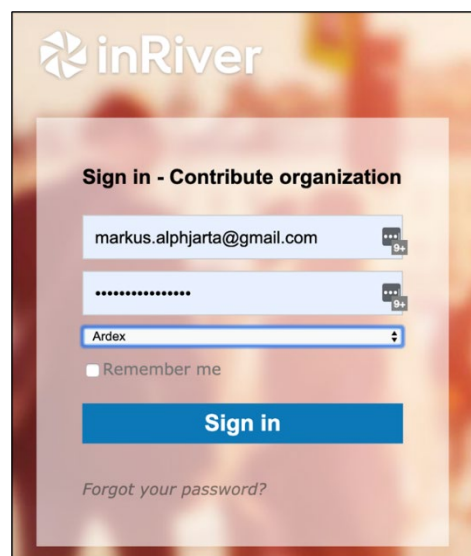 inRiver
Sign in - Contribute organization
markus.alphjarta@gmail.com
9+
••••••••••••••••
9+
Ardex
Remember me
Sign in
Forgot your password?